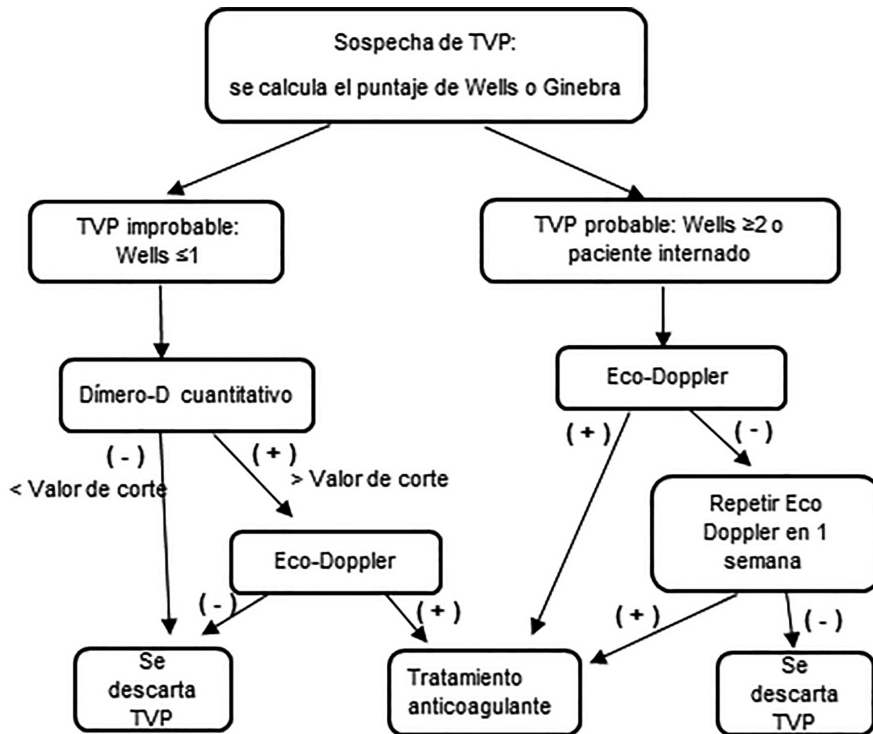 Sospecha de TVP:
se calcula el puntaje de Wells o Ginebra
TVP improbable:
Wells ≤1
TVP probable: Wells ≥2 o
paciente internado
Dímero-D cuantitativo
Eco-Doppler
( - )
< Valor de corte
( + )
> Valor de corte
( + )
( - )
Eco-Doppler
Repetir Eco
Doppler en 1
semana
( - )
( + )
( + )
( - )
Se
descarta
TVP
Tratamiento
anticoagulante
Se
descarta
TVP